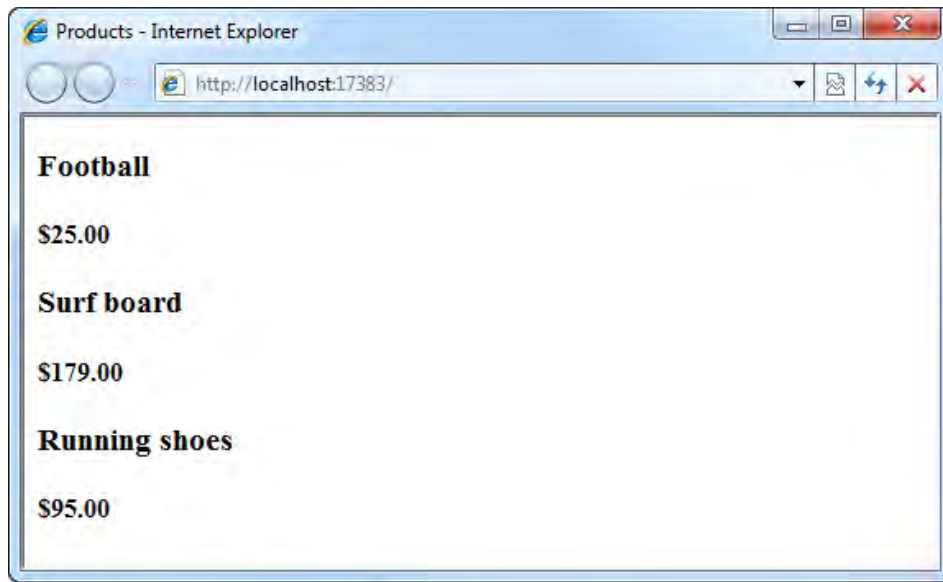 Products - Internet Explorer
http://localhost:17383/
Football
$25.00
Surf board
$179.00
Running shoes
$95.00